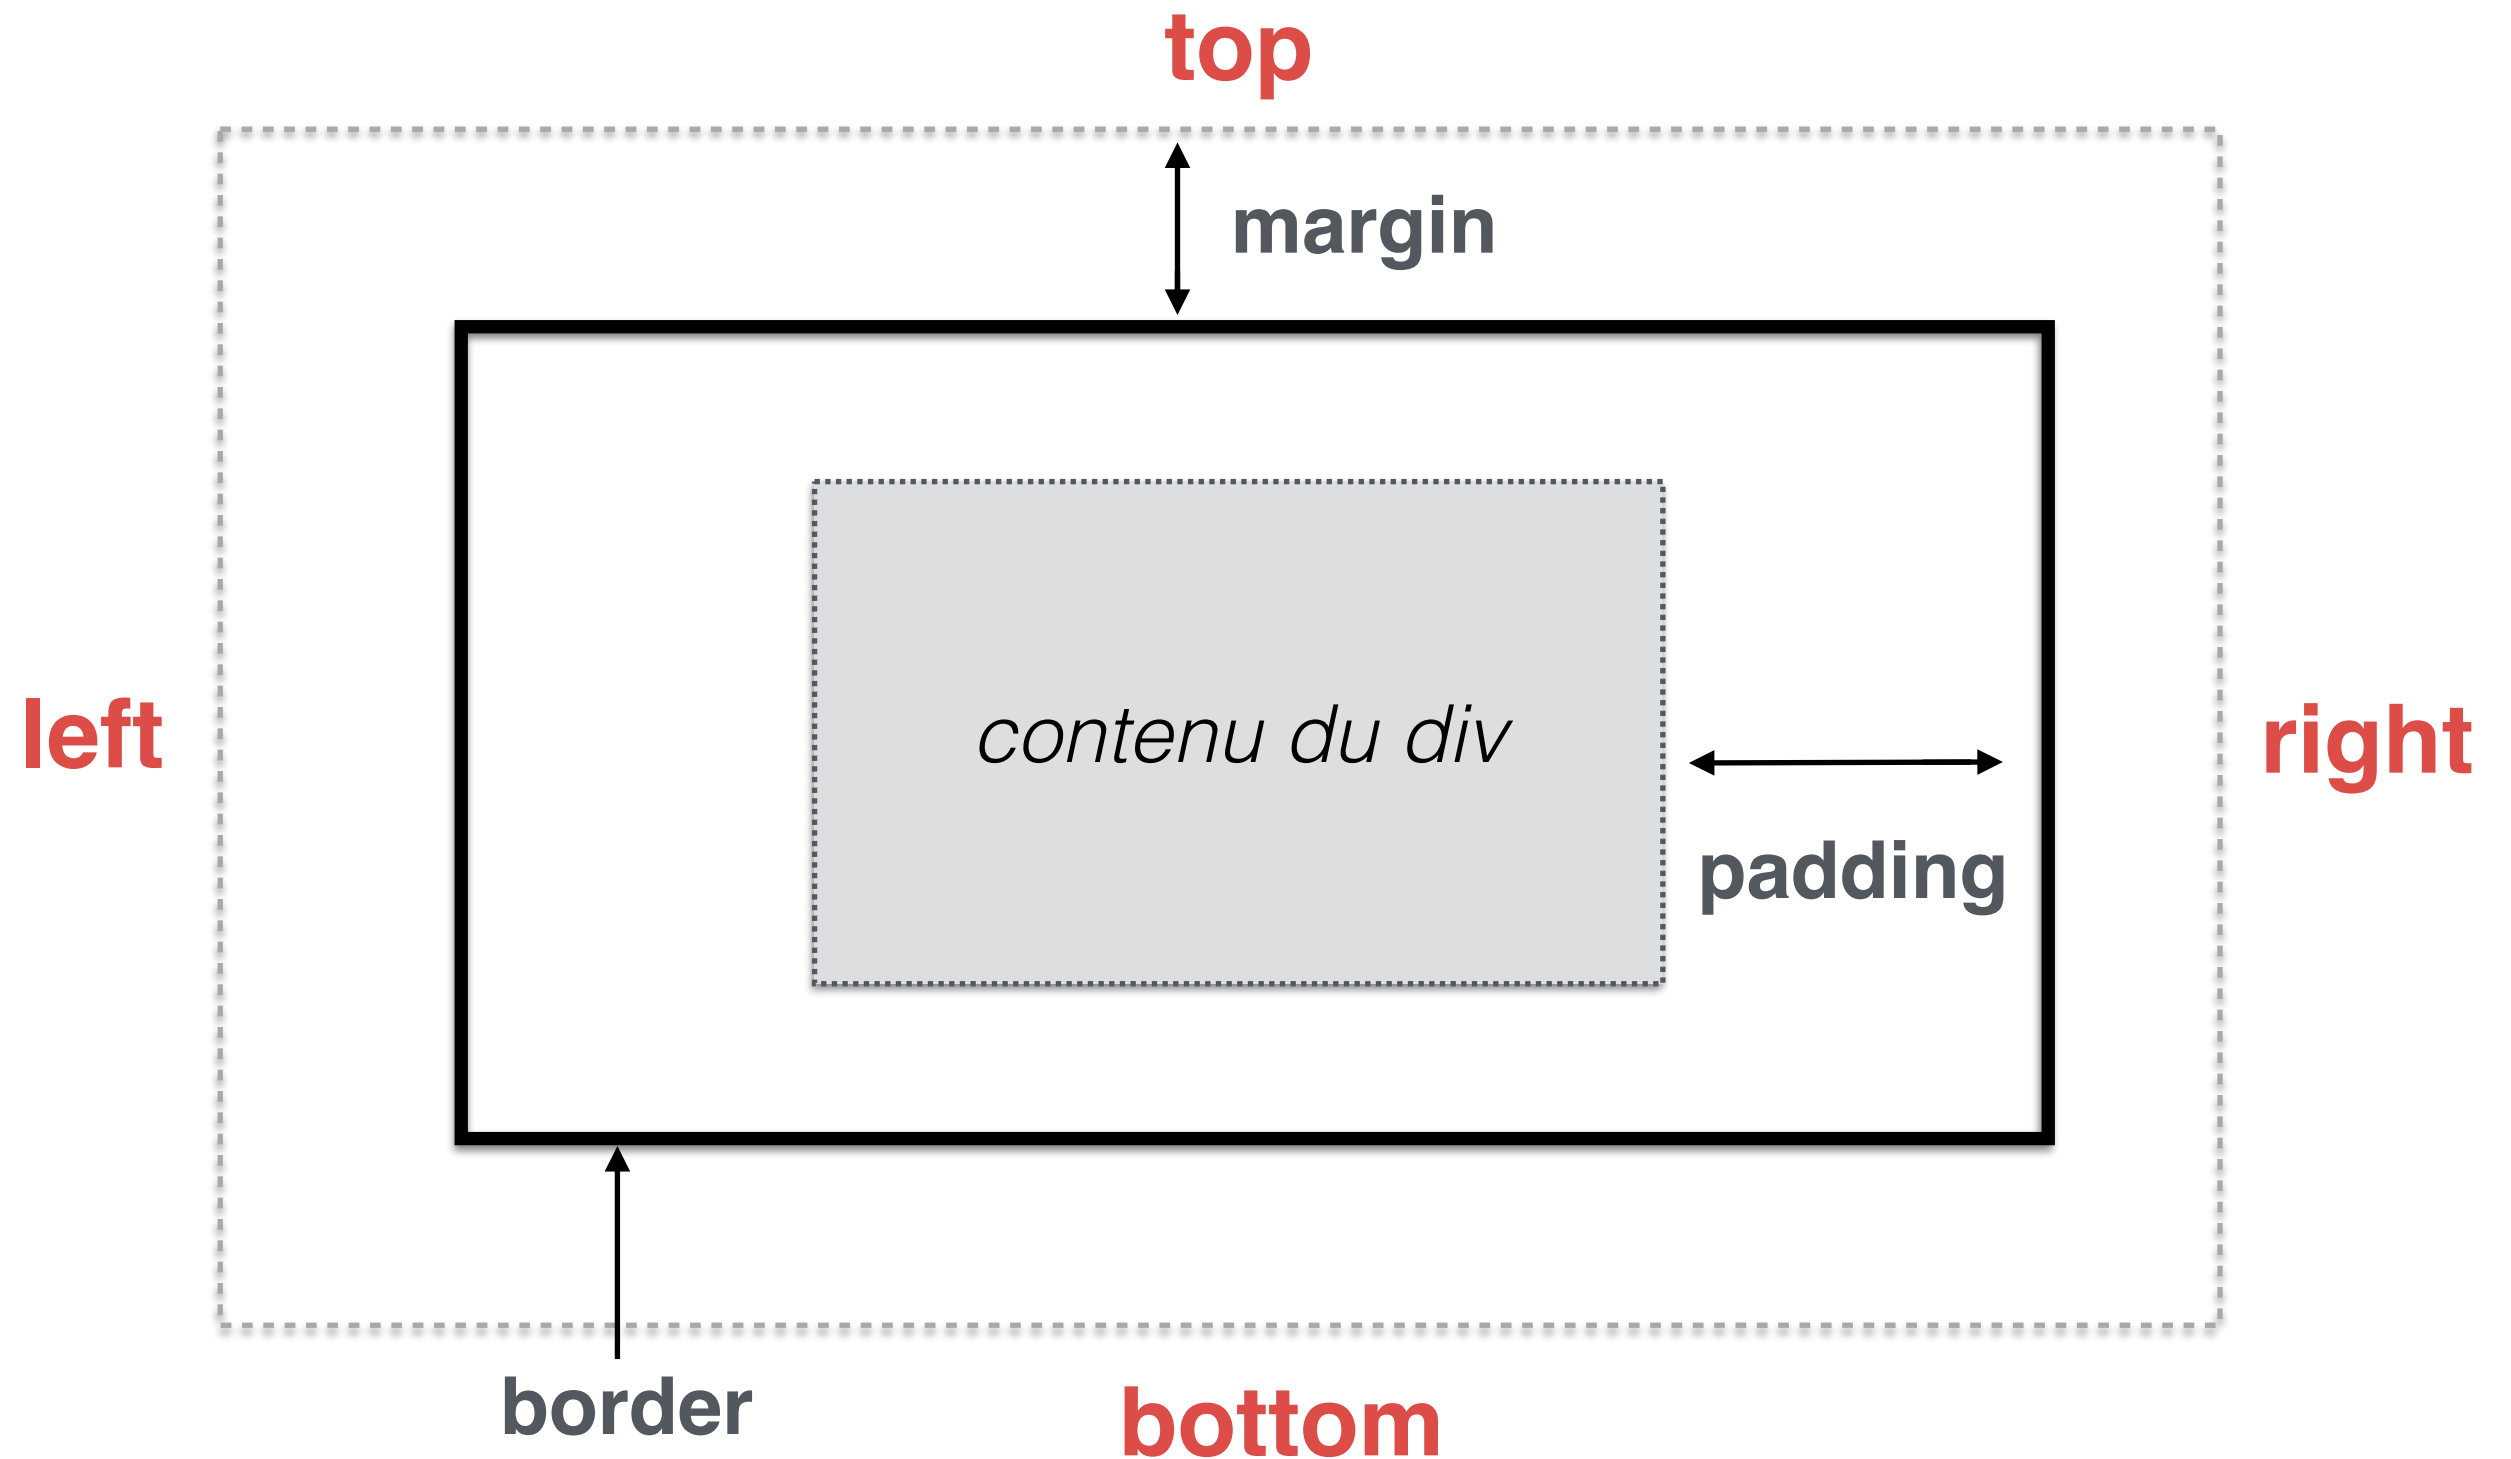 top
margin
left
contenu du div
right
padding
border
bottom